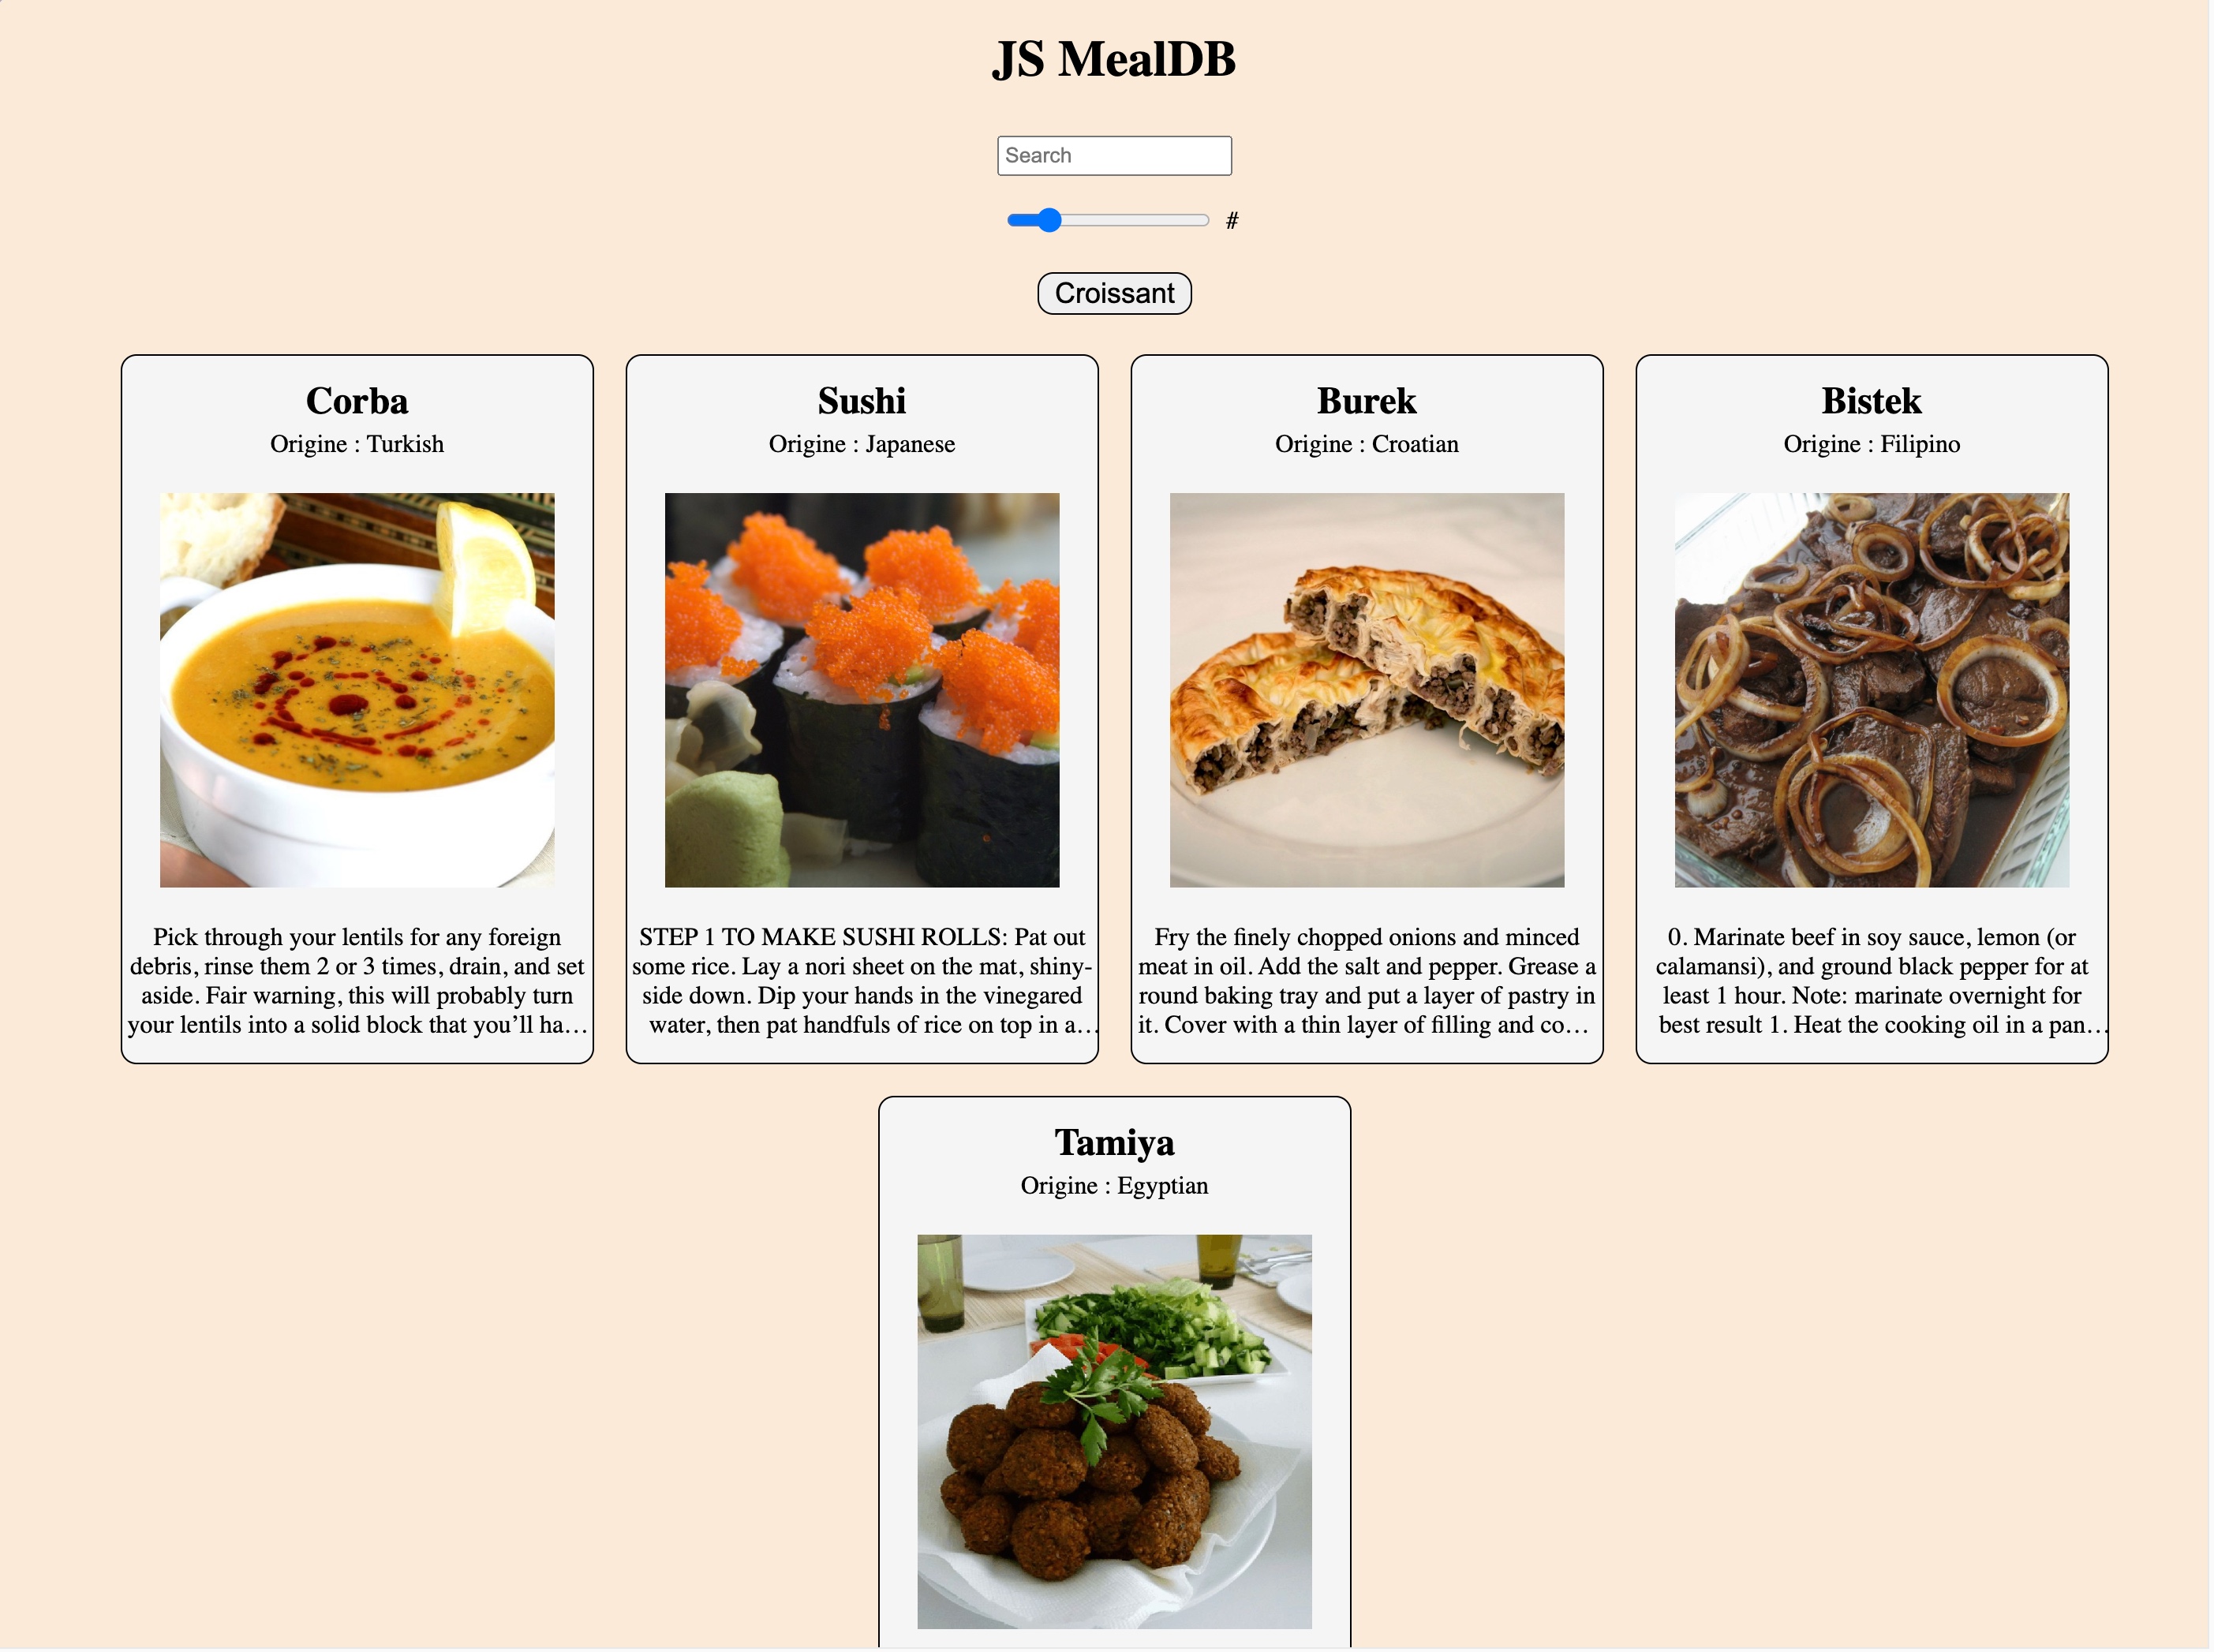 JS MealDB
Search
#
Croissant
Corba
Origine : Turkish
Pick through your lentils for any foreign
debris, rinse them 2 or 3 times, drain, and set
aside. Fair warning, this will probably turn
your lentils into a solid block that you’ll ha…
Sushi
Origine : Japanese
STEP 1 TO MAKE SUSHI ROLLS: Pat out
some rice. Lay a nori sheet on the mat, shiny-
side down. Dip your hands in the vinegared
water, then pat handfuls of rice on top in a…
Burek
Origine : Croatian
Fry the finely chopped onions and minced
meat in oil. Add the salt and pepper. Grease a
round baking tray and put a layer of pastry in
it. Cover with a thin layer of filling and co…
Bistek
Origine : Filipino
0. Marinate beef in soy sauce, lemon (or
calamansi), and ground black pepper for at
least 1 hour. Note: marinate overnight for
best result 1. Heat the cooking oil in a pan…
Tamiya
Origine : Egyptian